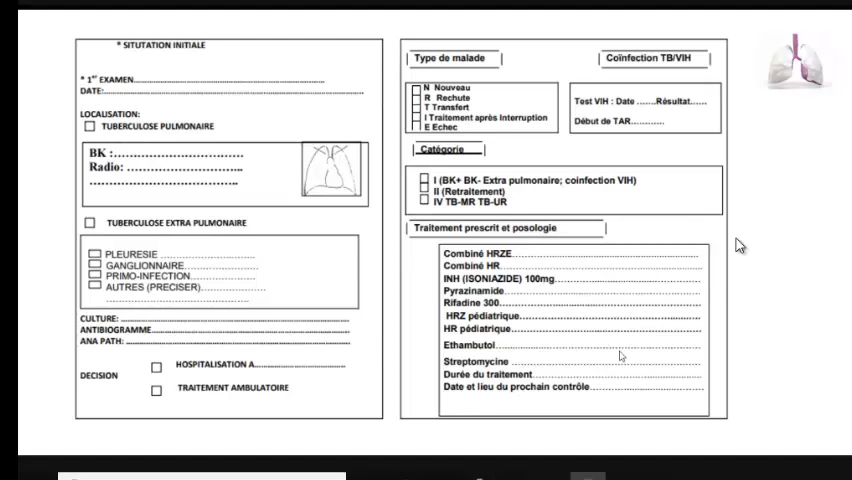 * SITUTATION INITIALE
* 1er EXAMEN........................................................
DATE:................................................................
LOCALISATION:
TUBERCULOSE PULMONAIRE
BK :...............................
Radio: ............................
.....................................
TUBERCULOSE EXTRA PULMONAIRE
PLEURESIE ..........................
GANGLIONNAIRE....................
PRIMO-INFECTION..................
AUTRES (PRECISER)................
.....................................
CULTURE: ........................................................
ANTIBIOGRAMME................................................
ANA PATH: ......................................................
DECISION
HOSPITALISATION A..........................
TRAITEMENT AMBULATOIRE
Type de malade
Coïnfection TB/VIH
N Nouveau
R Rechute
T Transfert
I Traitement après Interruption
E Echec
Test VIH : Date .......Résultat......
Début de TAR............
Catégorie
I (BK+ BK- Extra pulmonaire; coinfection VIH)
II (Retraitement)
IV TB-MR TB-UR
Traitement prescrit et posologie
Combiné HRZE..................................................
Combiné HR.....................................................
INH (ISONIAZIDE) 100mg.......................................
Pyrazinamide....................................................
Rifadine 300.....................................................
HRZ pédiatrique.................................................
HR pédiatrique..................................................
Ethambutol......................................................
Streptomycine ..................................................
Durée du traitement.............................................
Date et lieu du prochain contrôle..............................